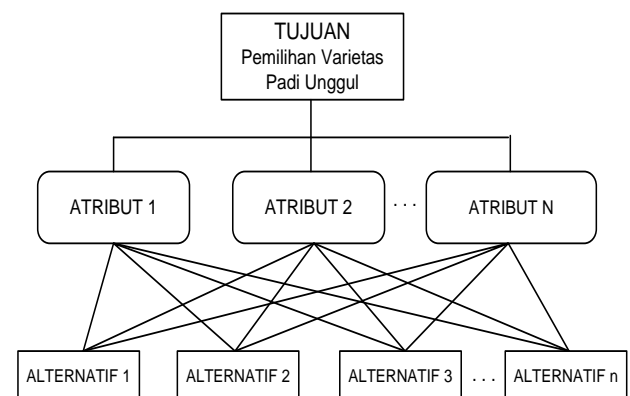 TUJUAN
Pemilihan Varietas
Padi Unggul
ATRIBUT 1 ATRIBUT 2 . . . ATRIBUT N
ALTERNATIF 1 ALTERNATIF 2 ALTERNATIF 3 . . . ALTERNATIF n